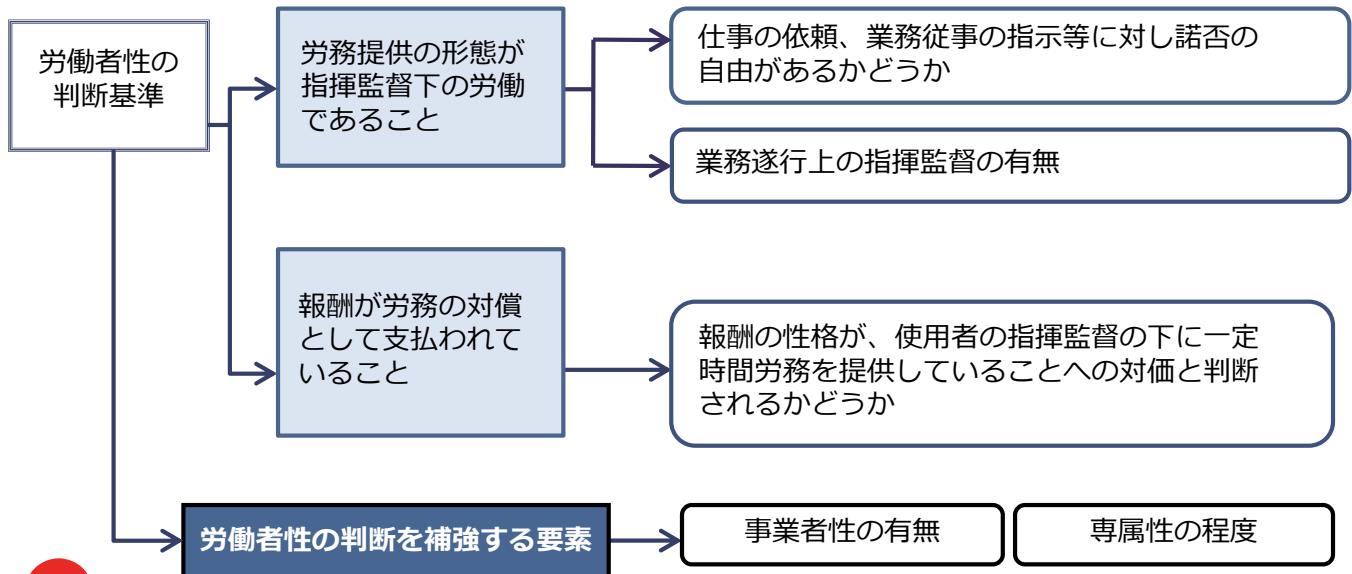 労働者性の
判断基準
労務提供の形態が
指揮監督下の労働
であること
仕事の依頼、業務従事の指示等に対し諾否の
自由があるかどうか
業務遂行上の指揮監督の有無
報酬が労務の対償
として支払われて
いること
報酬の性格が、使用者の指揮監督の下に一定
時間労務を提供していることへの対価と判断
されるかどうか
労働者性の判断を補強する要素
事業者性の有無
専属性の程度